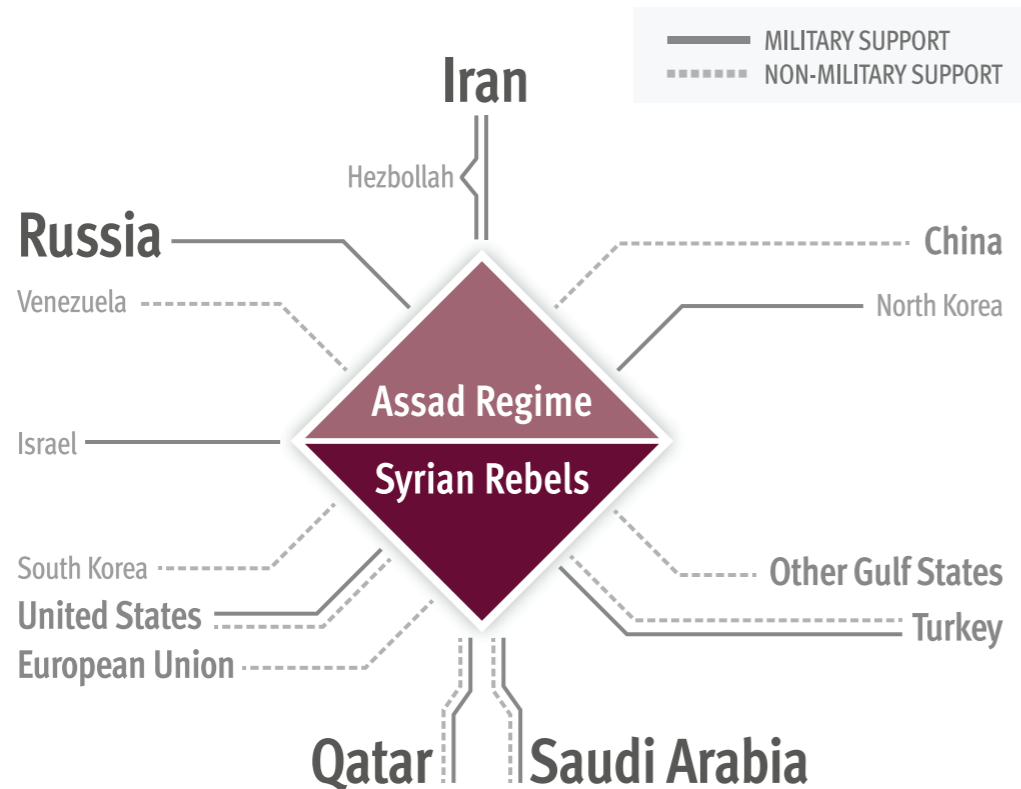 MILITARY SUPPORT
NON-MILITARY SUPPORT
Iran
Hezbollah
Russia
China
Venezuela
North Korea
Assad Regime
Israel
Syrian Rebels
South Korea
Other Gulf States
United States
Turkey
European Union
Qatar
Saudi Arabia